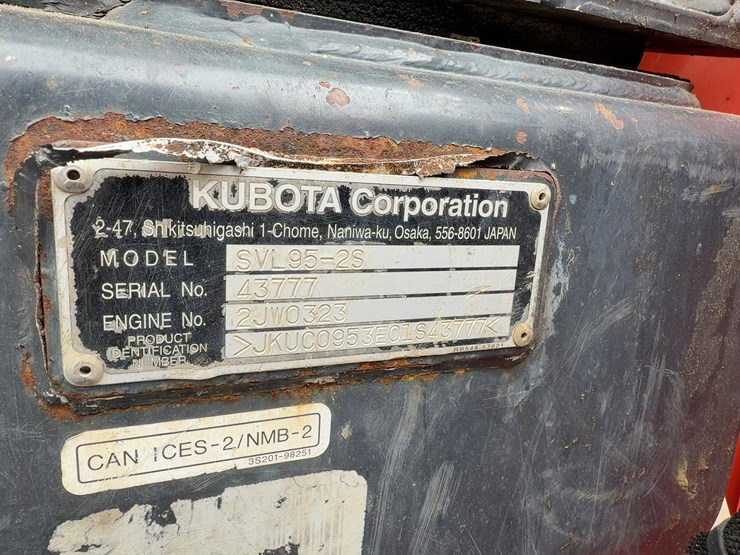 KUBOTA Corporation
2-47, Shikitsuhigashi 1-Chome, Naniwa-ku, Osaka, 556-8601 JAPAN
MODEL SVL95-2S
SERIAL No. 43777
ENGINE No. 2JW0323
PRODUCT IDENTIFICATION NUMBER >JKUC0953E01S43777<
CAN ICES-2/NMB-2
3S201-98251